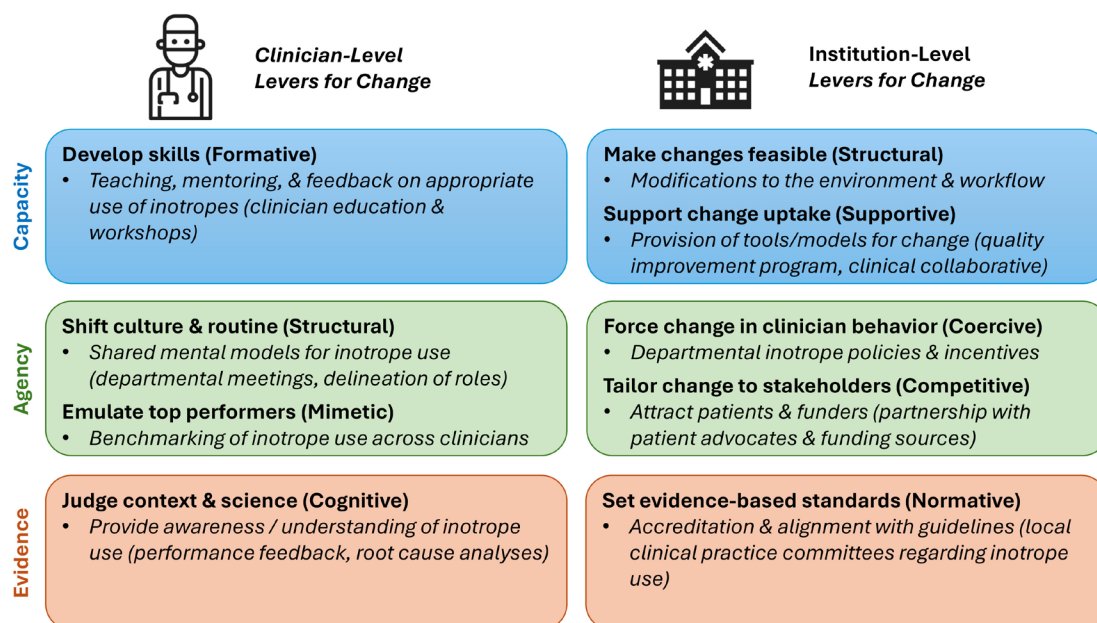 Clinician-Level
Levers for Change
Institution-Level
Levers for Change
Capacity
Develop skills (Formative)
• Teaching, mentoring, & feedback on appropriate
use of inotropes (clinician education &
workshops)
Make changes feasible (Structural)
• Modifications to the environment & workflow
Support change uptake (Supportive)
• Provision of tools/models for change (quality
improvement program, clinical collaborative)
Agency
Shift culture & routine (Structural)
• Shared mental models for inotrope use
(departmental meetings, delineation of roles)
Emulate top performers (Mimetic)
• Benchmarking of inotrope use across clinicians
Force change in clinician behavior (Coercive)
• Departmental inotrope policies & incentives
Tailor change to stakeholders (Competitive)
• Attract patients & funders (partnership with
patient advocates & funding sources)
Evidence
Judge context & science (Cognitive)
• Provide awareness / understanding of inotrope
use (performance feedback, root cause analyses)
Set evidence-based standards (Normative)
• Accreditation & alignment with guidelines (local
clinical practice committees regarding inotrope
use)